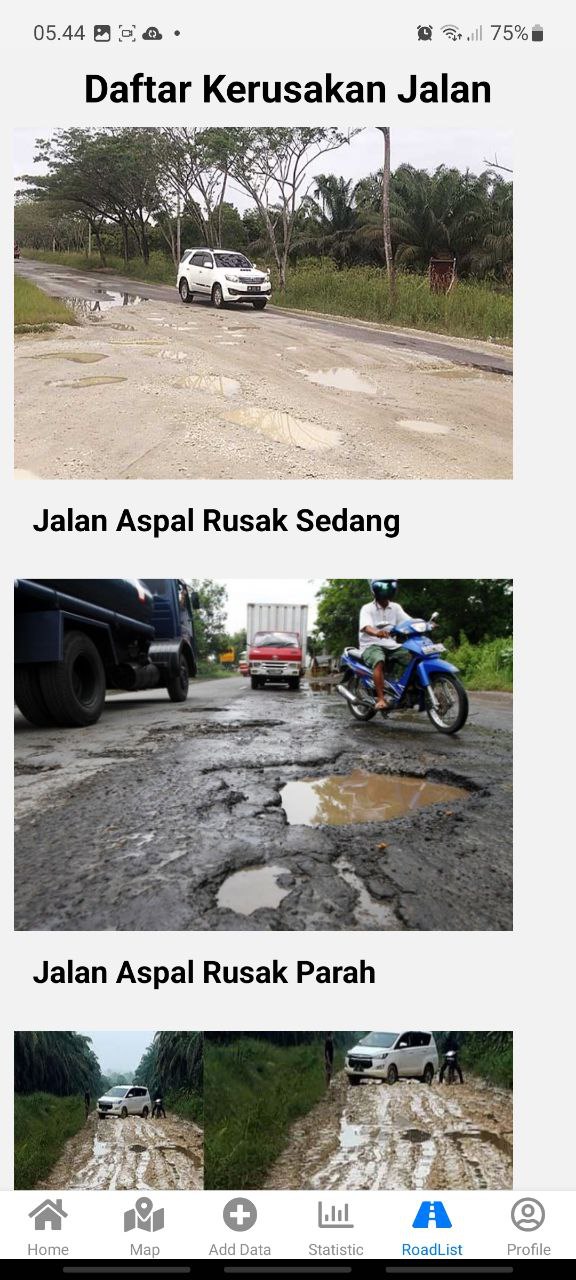 05.44 75%
Daftar Kerusakan Jalan
Jalan Aspal Rusak Sedang
Jalan Aspal Rusak Parah
Home Map Add Data Statistic RoadList Profile